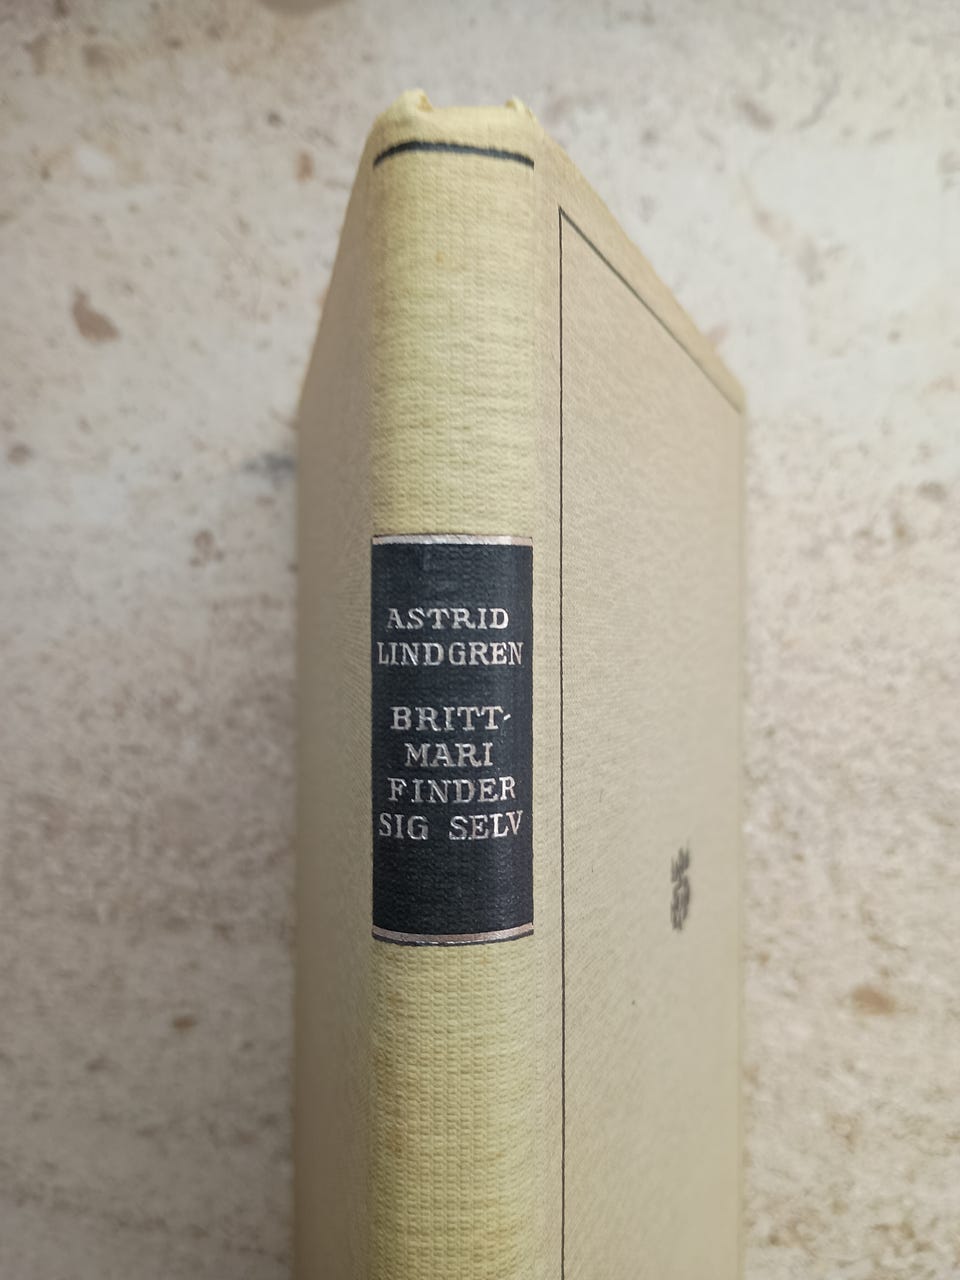 ASTRID
LINDGREN
BRITT-
MARI
FINDER
SIG SELV